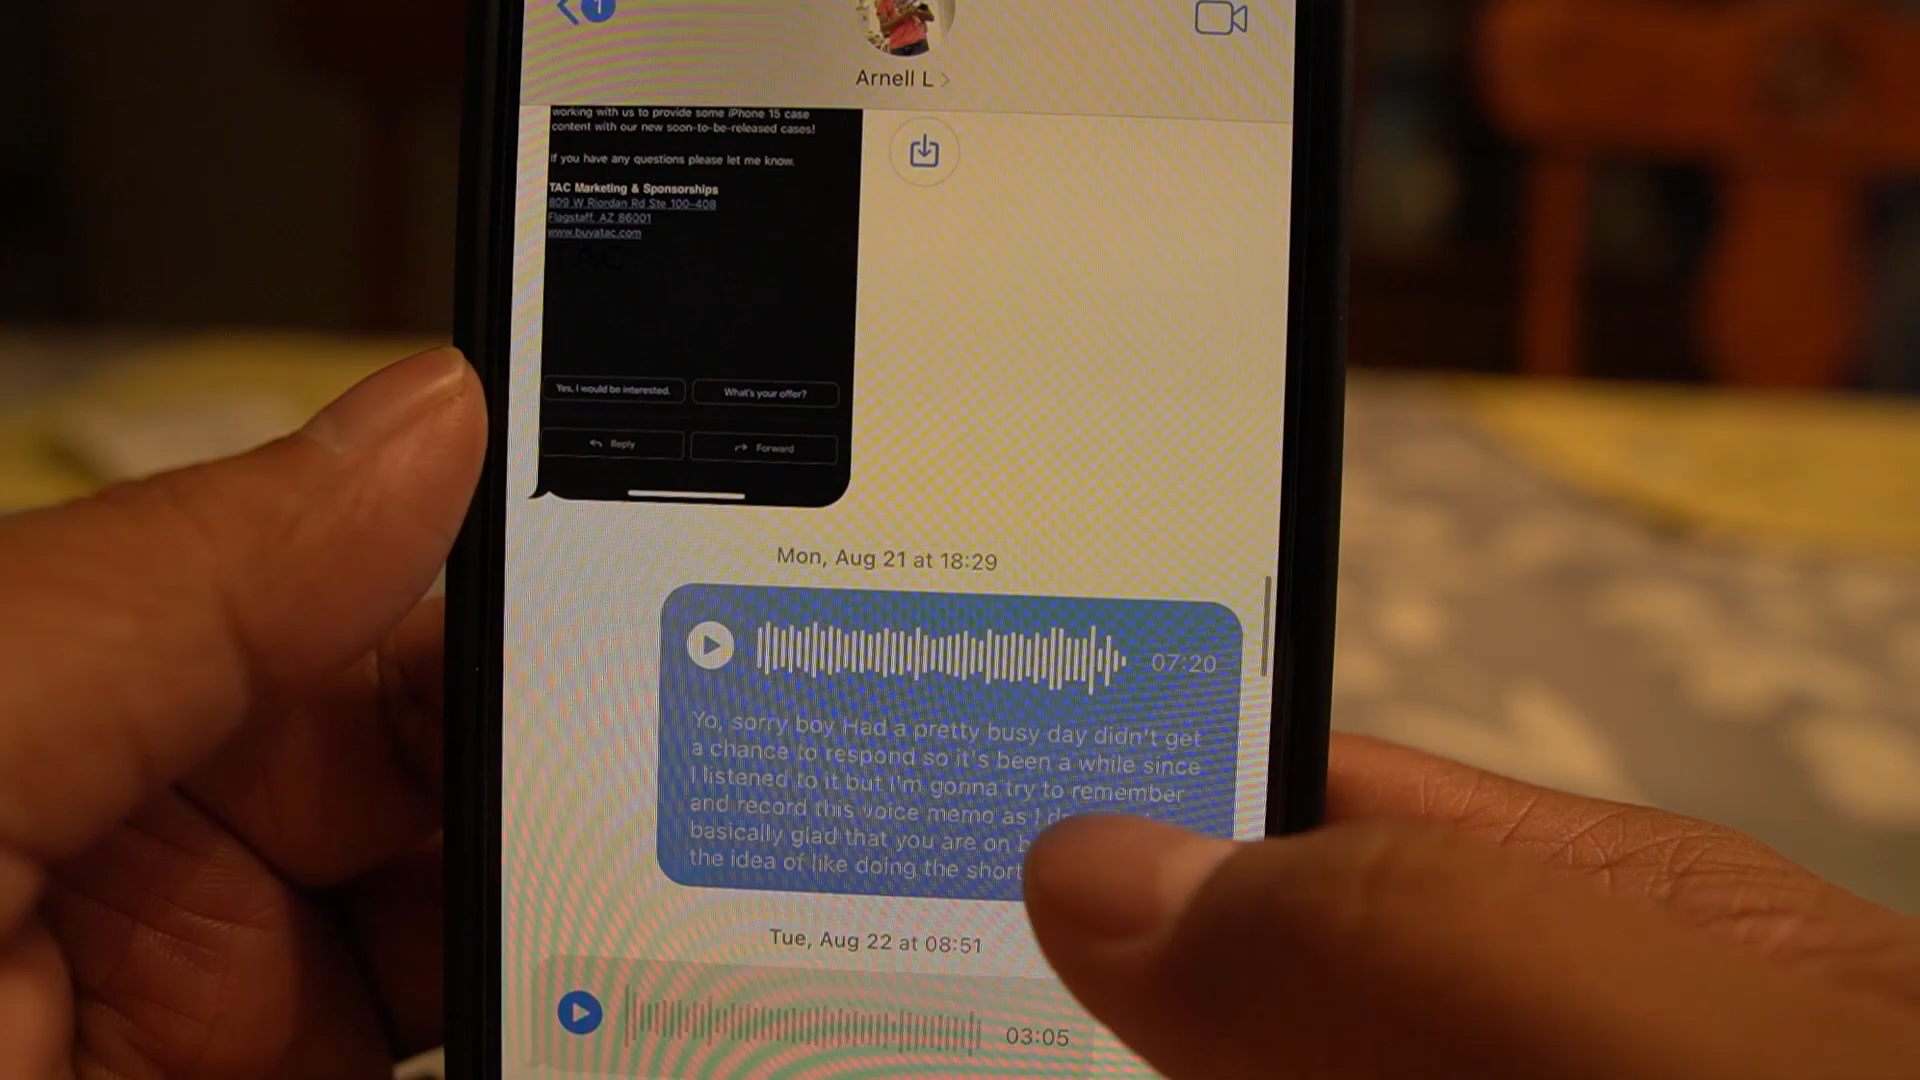 1
Arnell L
working with us to provide some iPhone 15 case
content with our new soon-to-be-released cases!
If you have any questions please let me know.
TAC Marketing & Sponsorships
809 W Riordan Rd Ste 100-408
Flagstaff, AZ 86001
www.buyatac.com
TAC
Yes, I would be interested.
What's your offer?
Reply
Forward
Mon, Aug 21 at 18:29
07:20
Yo, sorry boy Had a pretty busy day didn't get
a chance to respond so it's been a while since
I listened to it but I'm gonna try to remember
and record this voice memo as I
basically glad that you are on
the idea of like doing the short
Tue, Aug 22 at 08:51
03:05